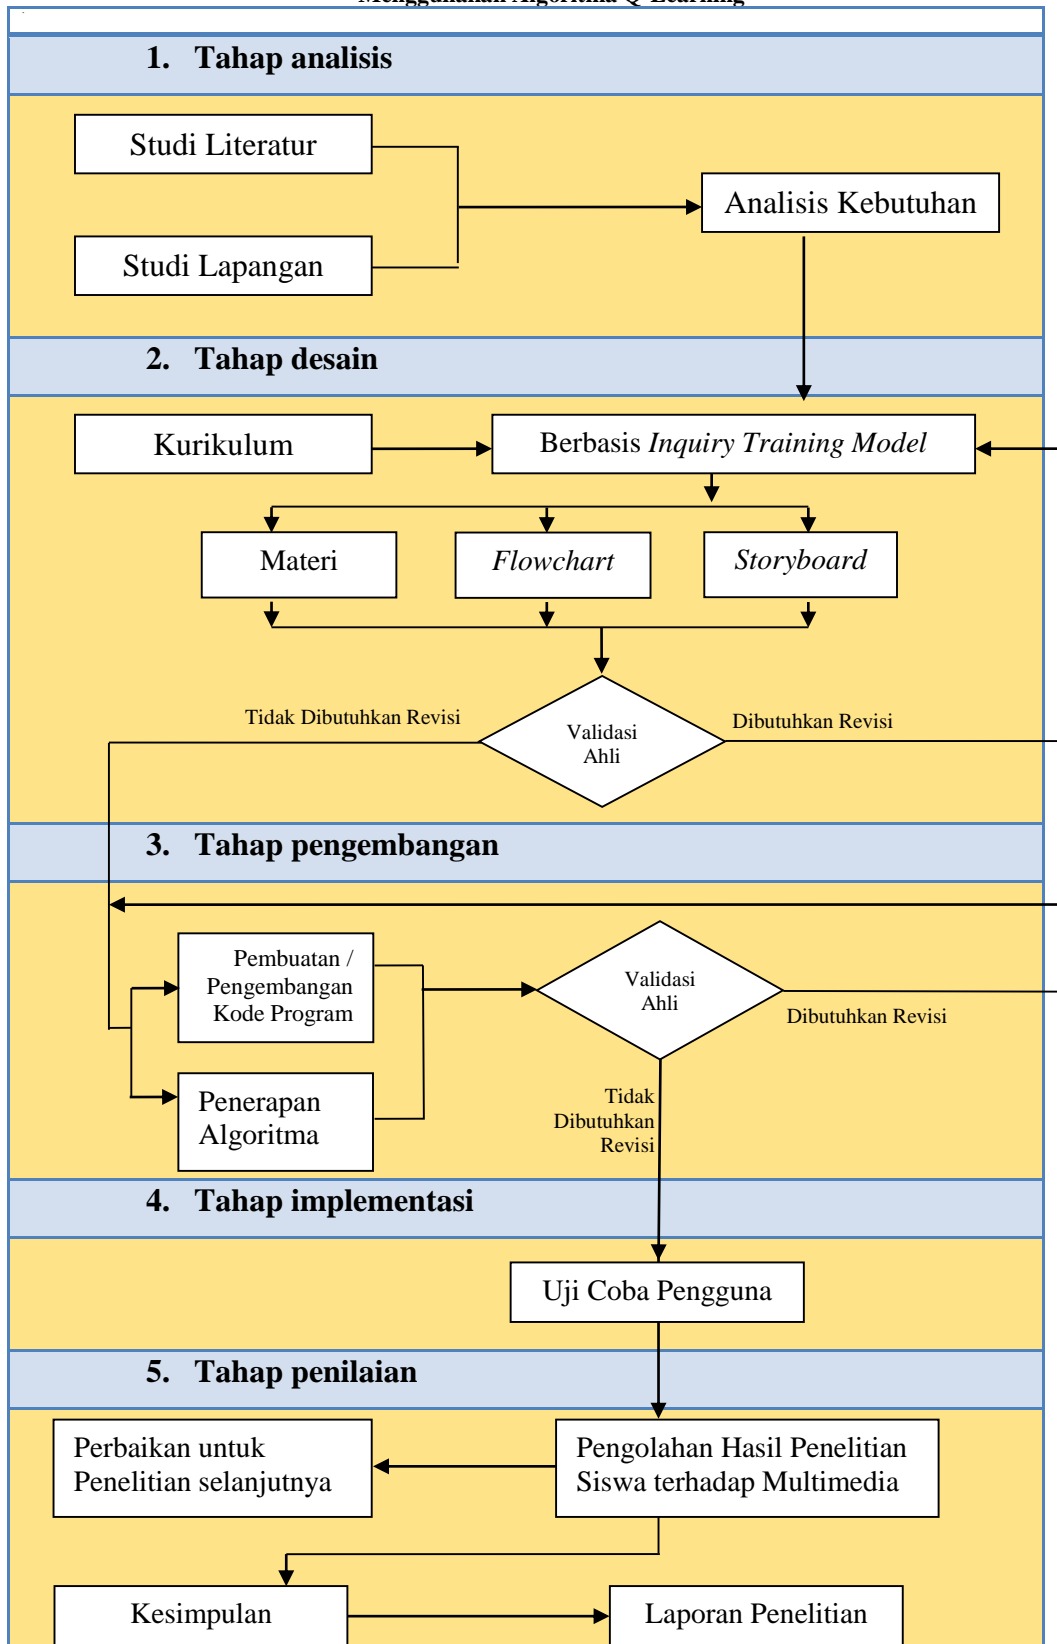 Menggunakan Algoritma Q-Learning
1. Tahap analisis
Studi Literatur
Analisis Kebutuhan
Studi Lapangan
2. Tahap desain
Kurikulum
Berbasis Inquiry Training Model
Materi
Flowchart
Storyboard
Tidak Dibutuhkan Revisi
Validasi
Ahli
Dibutuhkan Revisi
3. Tahap pengembangan
Pembuatan /
Pengembangan
Kode Program
Validasi
Ahli
Dibutuhkan Revisi
Penerapan
Algoritma
Tidak
Dibutuhkan
Revisi
4. Tahap implementasi
Uji Coba Pengguna
5. Tahap penilaian
Perbaikan untuk
Penelitian selanjutnya
Pengolahan Hasil Penelitian
Siswa terhadap Multimedia
Kesimpulan
Laporan Penelitian